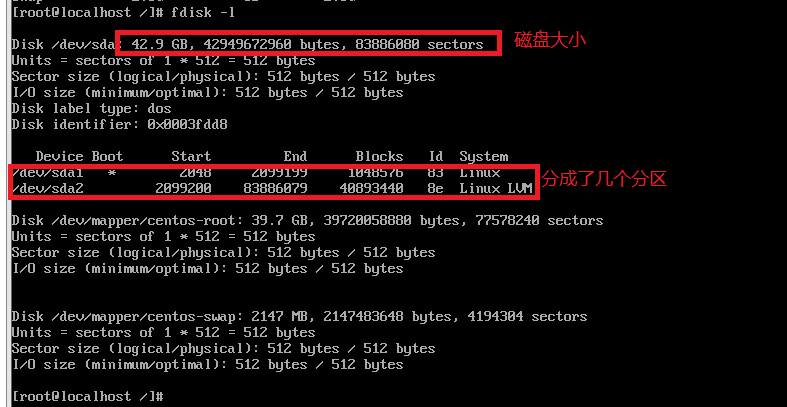 [root@localhost /]# fdisk -l
Disk /dev/sda: 42.9 GB, 42949672960 bytes, 83886080 sectors
磁盘大小
Units = sectors of 1 * 512 = 512 bytes
Sector size (logical/physical): 512 bytes / 512 bytes
I/O size (minimum/optimal): 512 bytes / 512 bytes
Disk label type: dos
Disk identifier: 0x0003fdd8
Device Boot Start End Blocks Id System
/dev/sda1 * 2048 2099199 1048576 83 Linux
/dev/sda2 2099200 83886079 40893440 8e Linux LVM
分成了几个分区
Disk /dev/mapper/centos-root: 39.7 GB, 39720058880 bytes, 77578240 sectors
Units = sectors of 1 * 512 = 512 bytes
Sector size (logical/physical): 512 bytes / 512 bytes
I/O size (minimum/optimal): 512 bytes / 512 bytes
Disk /dev/mapper/centos-swap: 2147 MB, 2147483648 bytes, 4194304 sectors
Units = sectors of 1 * 512 = 512 bytes
Sector size (logical/physical): 512 bytes / 512 bytes
I/O size (minimum/optimal): 512 bytes / 512 bytes
[root@localhost /]#